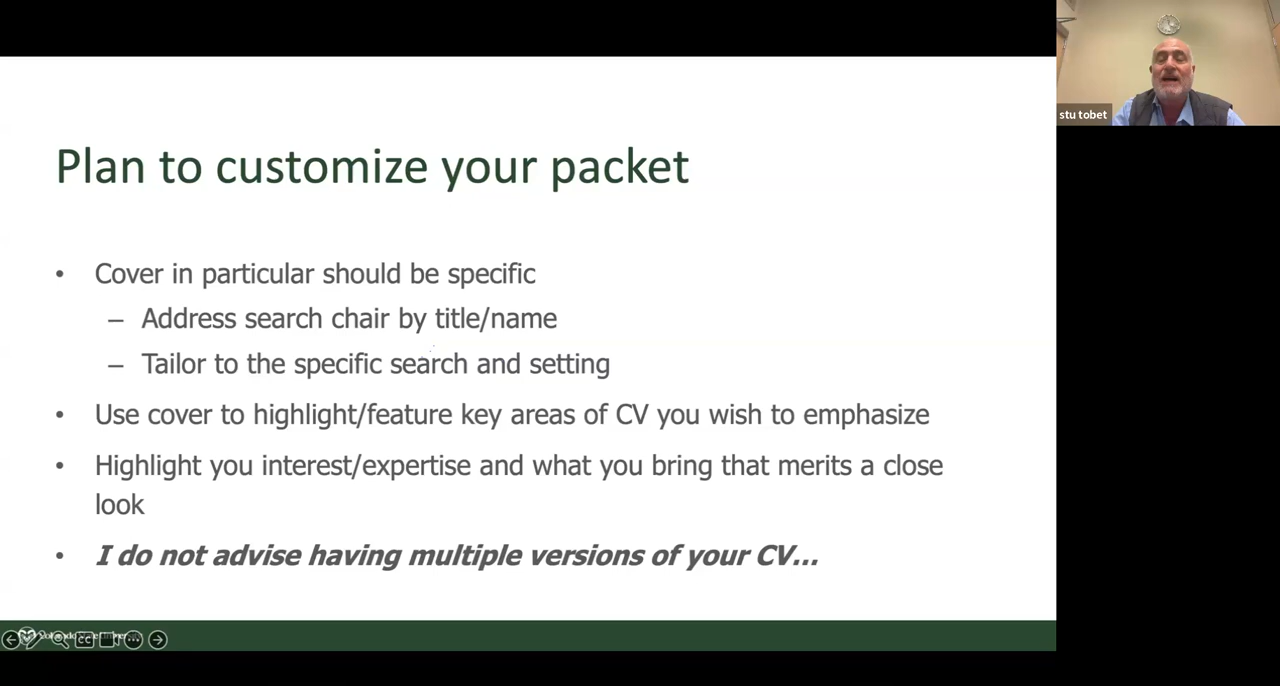 Plan to customize your packet
stu tobet
• Cover in particular should be specific
– Address search chair by title/name
– Tailor to the specific search and setting
• Use cover to highlight/feature key areas of CV you wish to emphasize
• Highlight you interest/expertise and what you bring that merits a close
look
• I do not advise having multiple versions of your CV...
CC